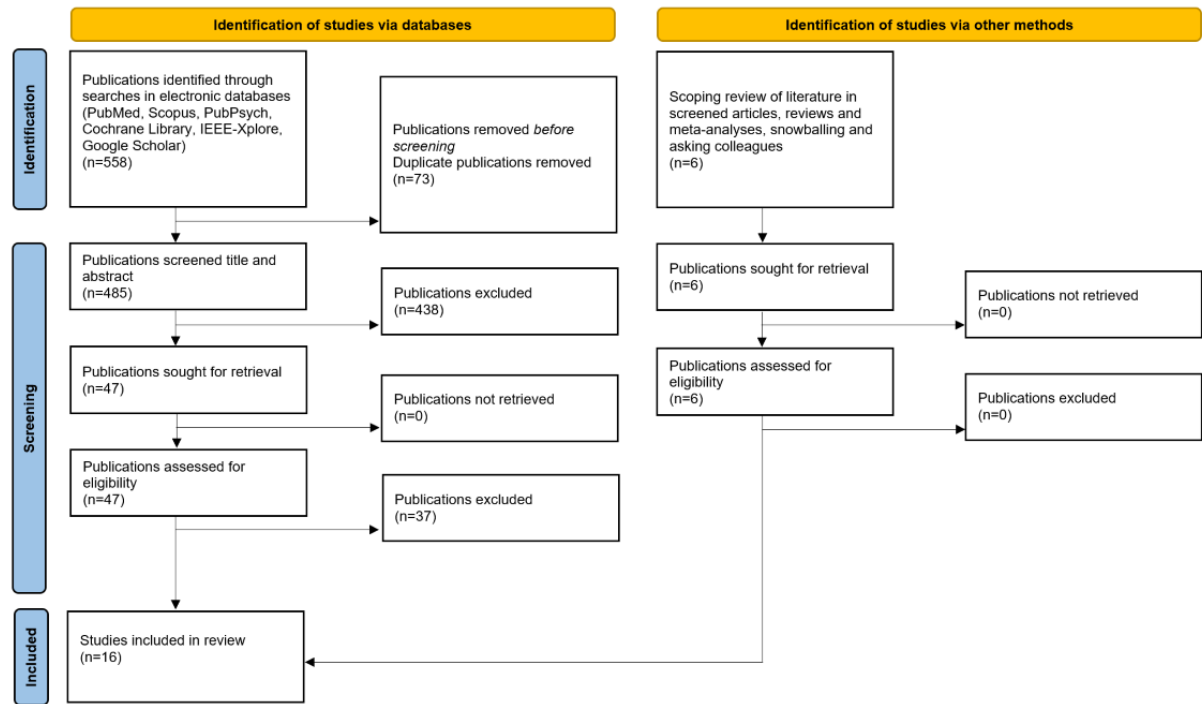 Identification of studies via databases
Identification of studies via other methods
Identification
Publications identified through
searches in electronic databases
(PubMed, Scopus, PubPsych,
Cochrane Library, IEEE-Xplore,
Google Scholar)
(n=558)
Publications removed before
screening
Duplicate publications removed
(n=73)
Scoping review of literature in
screened articles, reviews and
meta-analyses, snowballing and
asking colleagues
(n=6)
Screening
Publications screened title and
abstract
(n=485)
Publications excluded
(n=438)
Publications sought for retrieval
(n=6)
Publications not retrieved
(n=0)
Publications sought for retrieval
(n=47)
Publications not retrieved
(n=0)
Publications assessed for
eligibility
(n=6)
Publications excluded
(n=0)
Publications assessed for
eligibility
(n=47)
Publications excluded
(n=37)
Included
Studies included in review
(n=16)